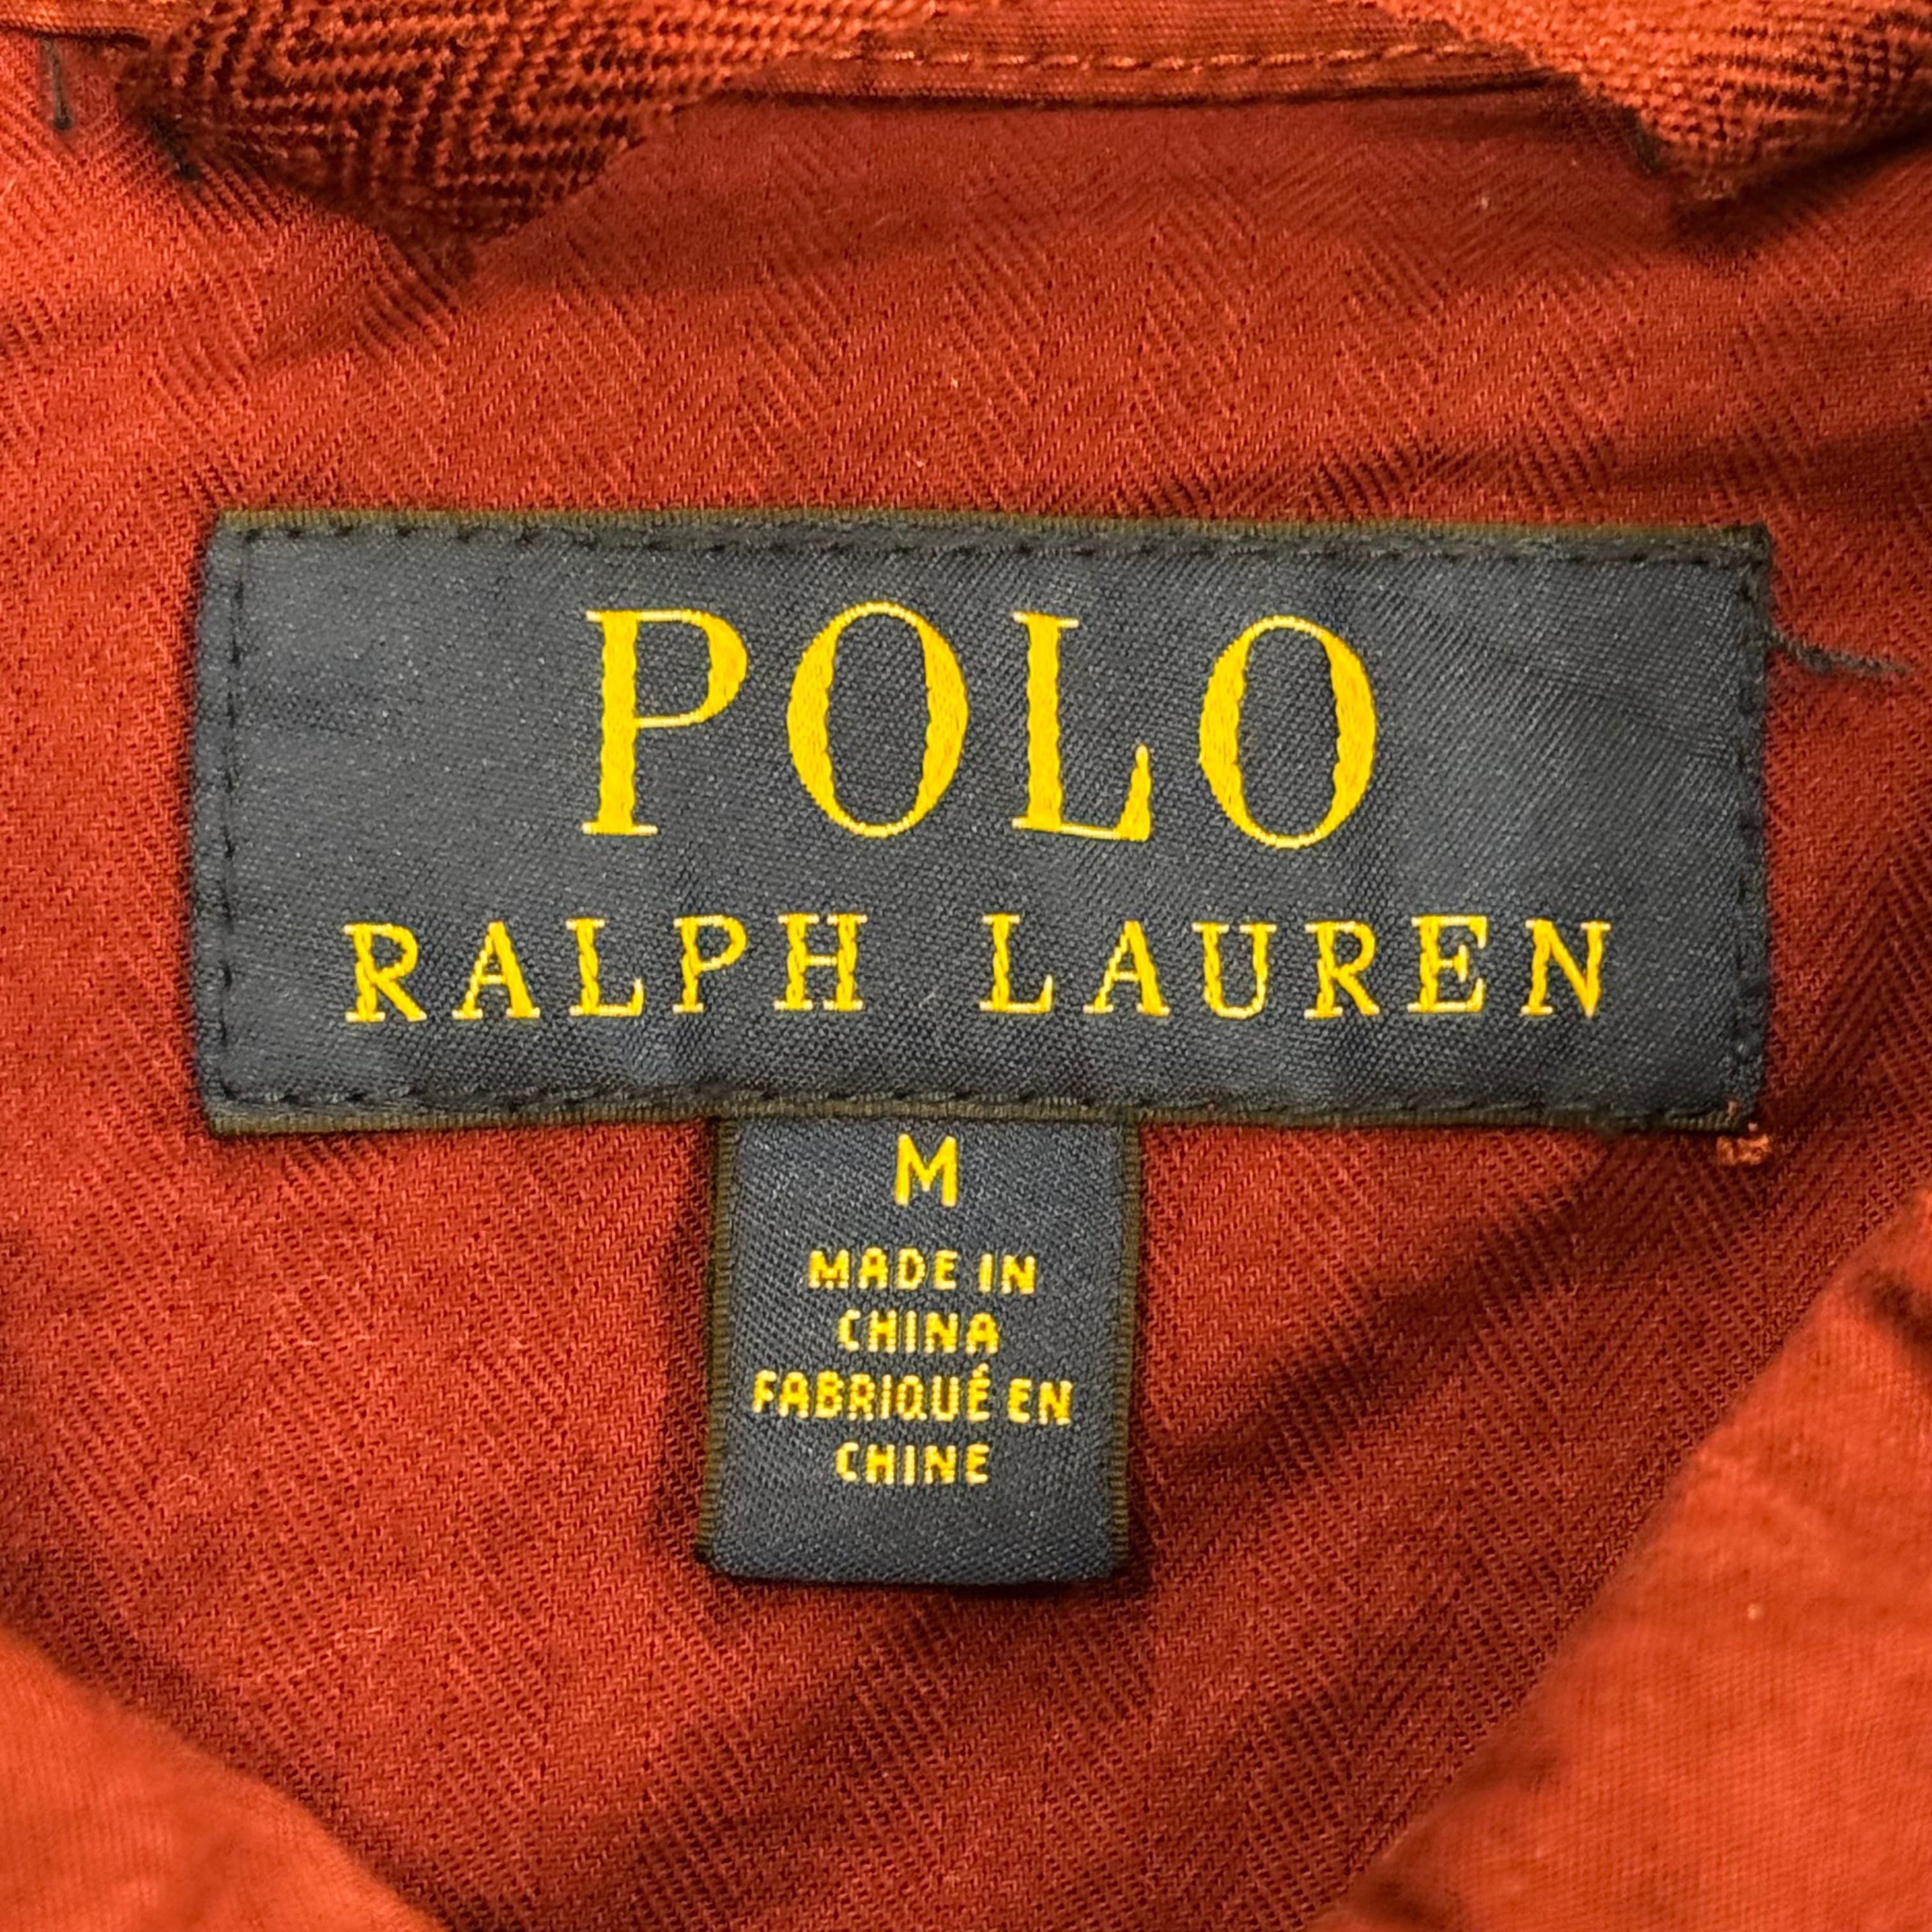 POLO
RALPH LAUREN
M
MADE IN
CHINA
FABRIQUÉ EN
CHINE